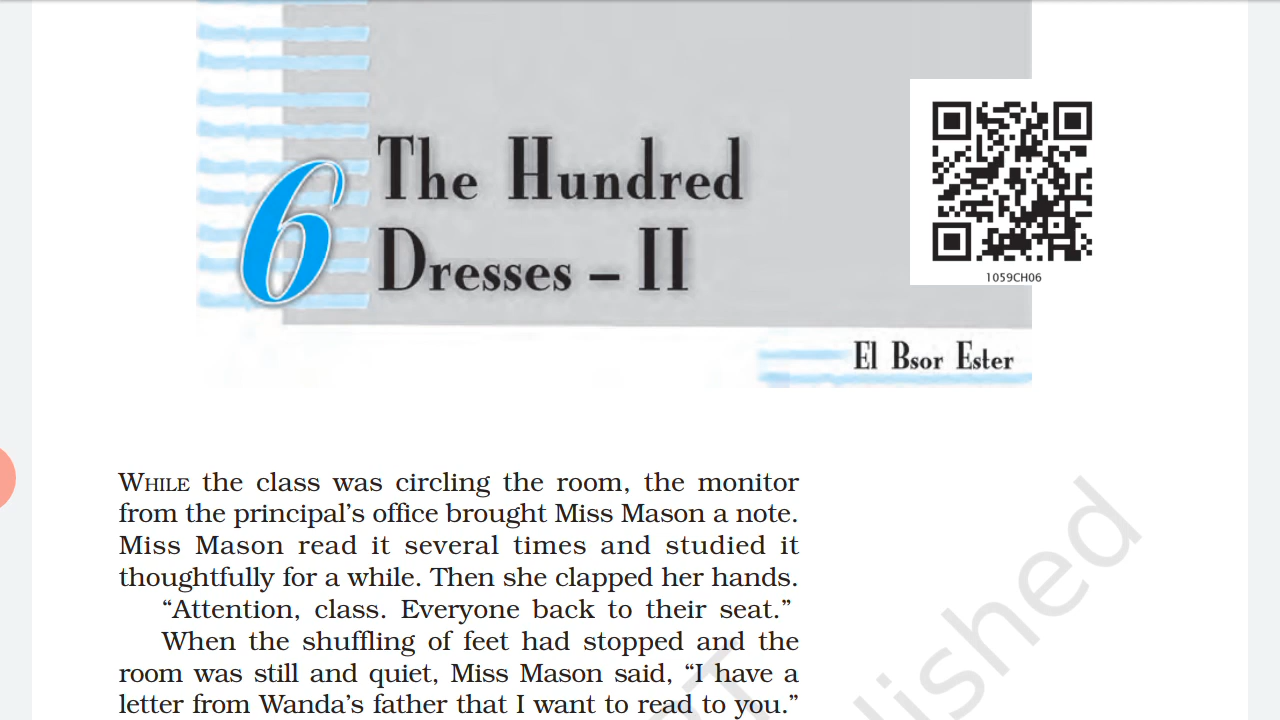 6
The Hundred
Dresses – II
1059CH06
El Bsor Ester
WHILE the class was circling the room, the monitor
from the principal’s office brought Miss Mason a note.
Miss Mason read it several times and studied it
thoughtfully for a while. Then she clapped her hands.
“Attention, class. Everyone back to their seat.”
When the shuffling of feet had stopped and the
room was still and quiet, Miss Mason said, “I have a
letter from Wanda’s father that I want to read to you.”